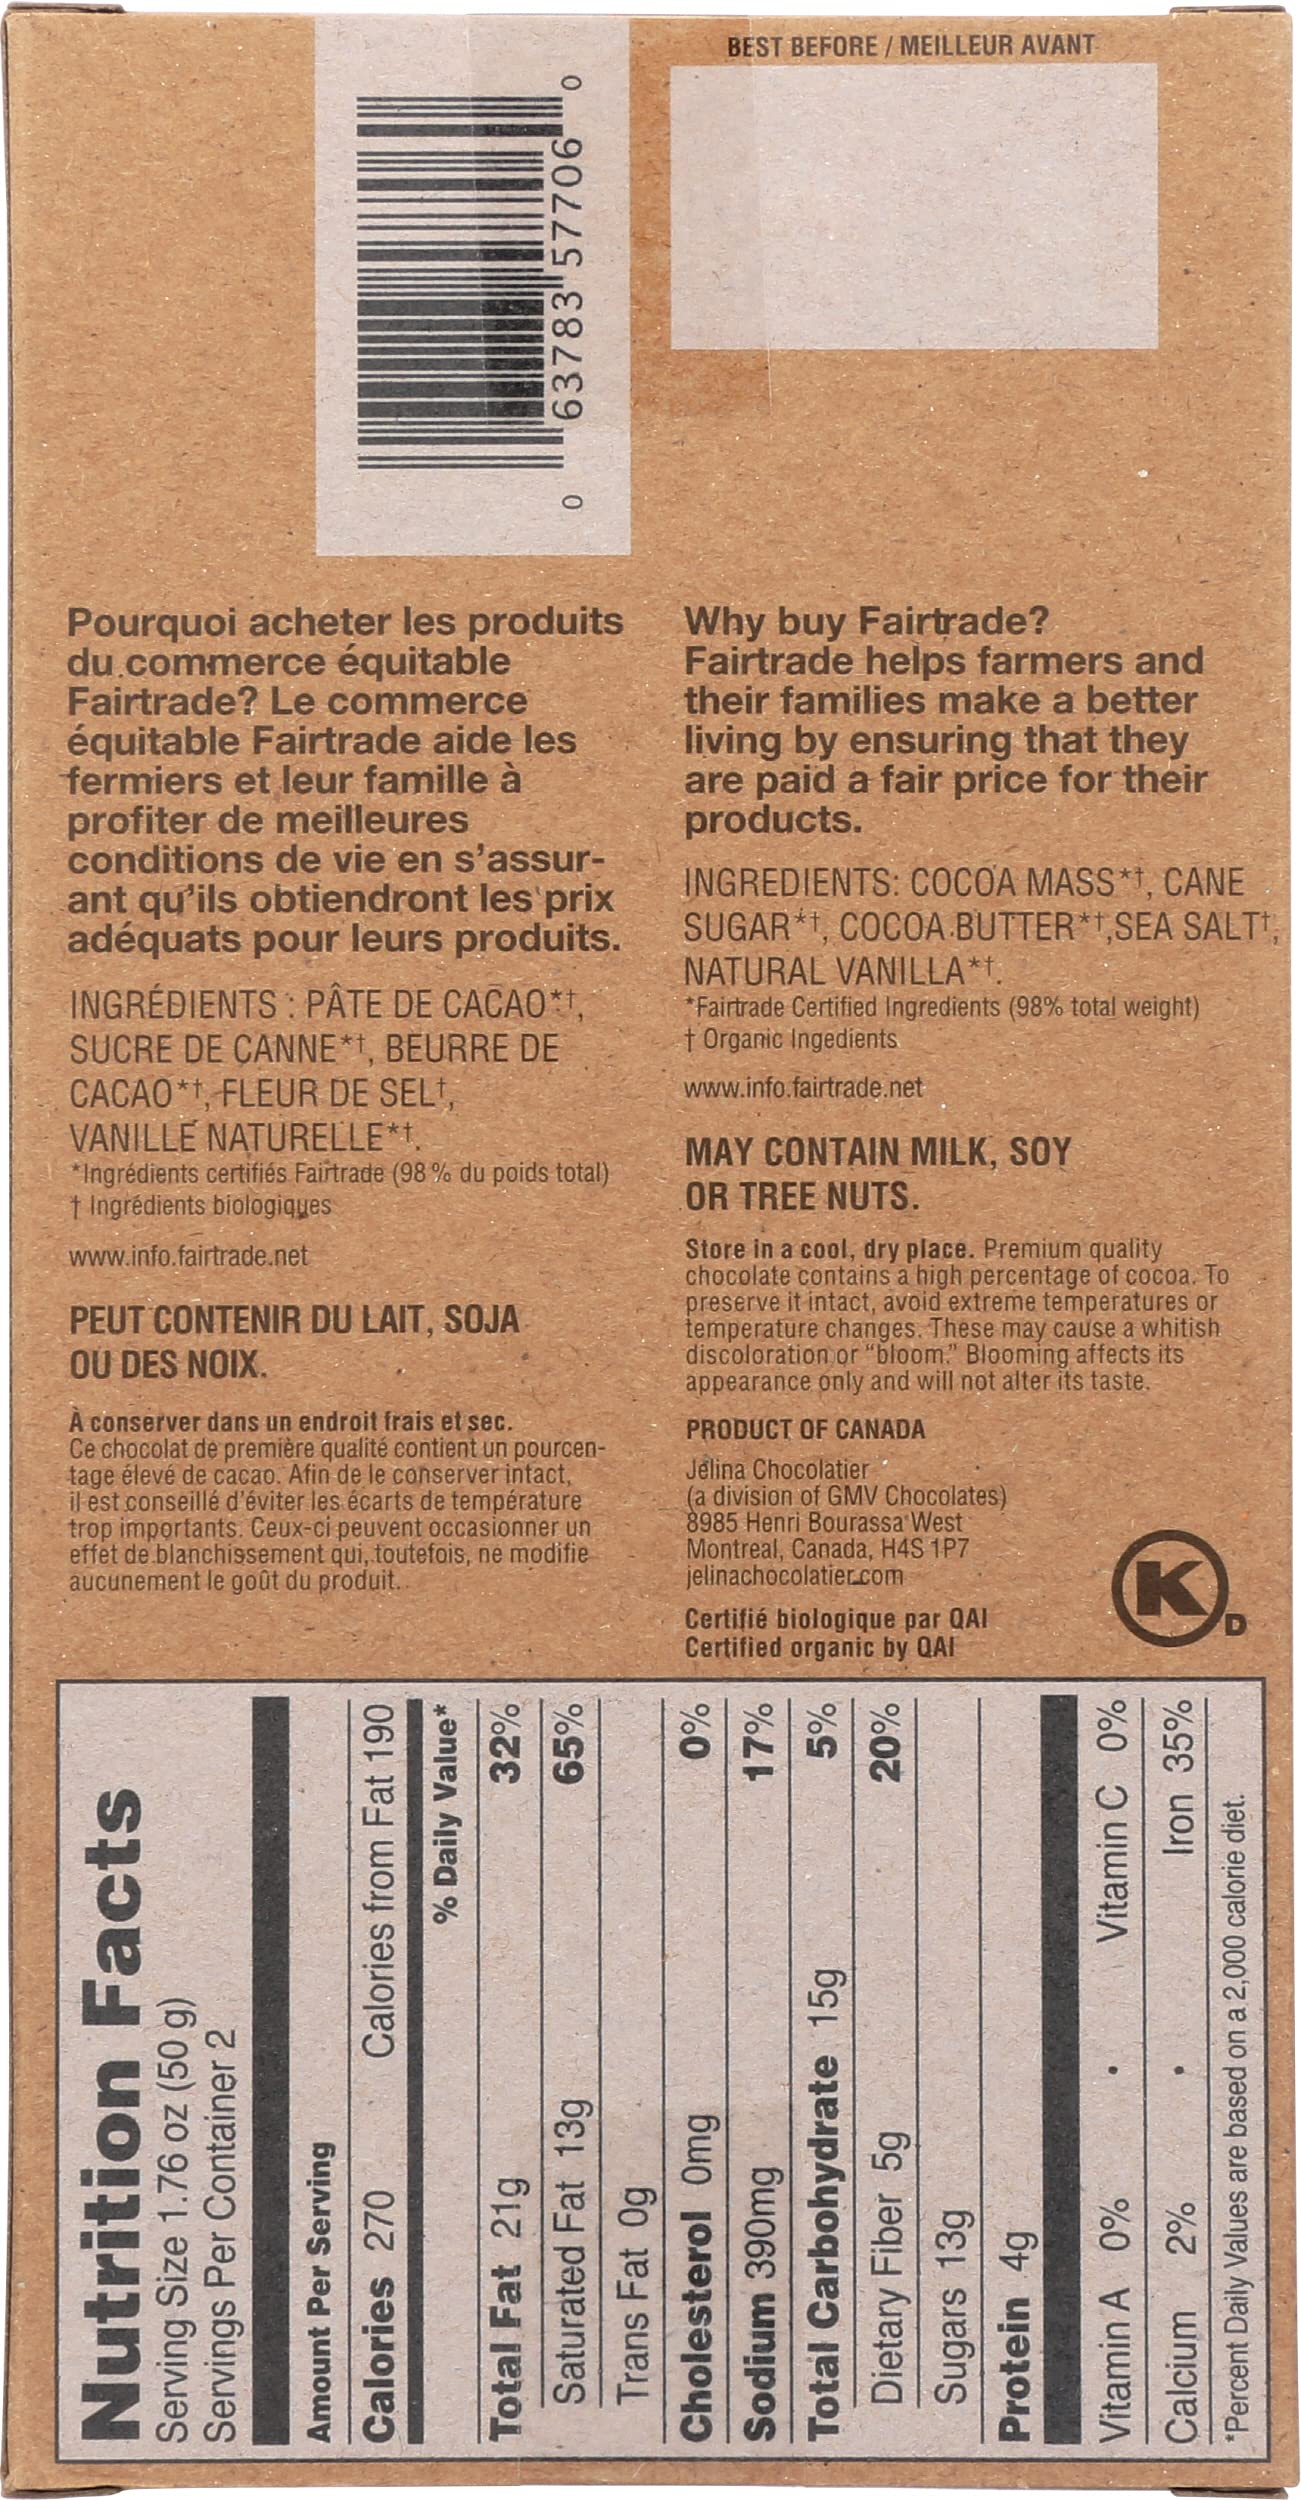 BEST BEFORE / MEILLEUR AVANT
0 63783 57706 0
Pourquoi acheter les produits
du commerce équitable
Fairtrade? Le commerce
équitable Fairtrade aide les
fermiers et leur famille à
profiter de meilleures
conditions de vie en s'assur-
ant qu'ils obtiendront les prix
adéquats pour leurs produits.
INGRÉDIENTS : PÂTE DE CACAO*†,
SUCRE DE CANNE*†, BEURRE DE
CACAO*†, FLEUR DE SEL†,
VANILLE NATURELLE*†.
*Ingrédients certifiés Fairtrade (98 % du poids total)
† Ingrédients biologiques
www.info.fairtrade.net
PEUT CONTENIR DU LAIT, SOJA
OU DES NOIX.
À conserver dans un endroit frais et sec.
Ce chocolat de première qualité contient un pourcen-
tage élevé de cacao. Afin de le conserver intact,
il est conseillé d'éviter les écarts de température
trop importants. Ceux-ci peuvent occasionner un
effet de blanchissement qui, toutefois, ne modifie
aucunement le goût du produit.
Why buy Fairtrade?
Fairtrade helps farmers and
their families make a better
living by ensuring that they
are paid a fair price for their
products.
INGREDIENTS: COCOA MASS*†, CANE
SUGAR*†, COCOA BUTTER*†,SEA SALT†,
NATURAL VANILLA*†.
*Fairtrade Certified Ingredients (98% total weight)
† Organic Ingedients
www.info.fairtrade.net
MAY CONTAIN MILK, SOY
OR TREE NUTS.
Store in a cool, dry place. Premium quality
chocolate contains a high percentage of cocoa. To
preserve it intact, avoid extreme temperatures or
temperature changes. These may cause a whitish
discoloration or “bloom.” Blooming affects its
appearance only and will not alter its taste.
PRODUCT OF CANADA
Jelina Chocolatier
(a division of GMV Chocolates)
8985 Henri Bourassa West
Montreal, Canada, H4S 1P7
jelinachocolatier.com
Certifié biologique par QAI
Certified organic by QAI
K D
Nutrition Facts
Serving Size 1.76 oz (50 g)
Servings Per Container 2
Amount Per Serving
Calories 270 Calories from Fat 190
% Daily Value*
Total Fat 21g 32%
Saturated Fat 13g 65%
Trans Fat 0g
Cholesterol 0mg 0%
Sodium 390mg 17%
Total Carbohydrate 15g 5%
Dietary Fiber 5g 20%
Sugars 13g
Protein 4g
Vitamin A 0% • Vitamin C 0%
Calcium 2% • Iron 35%
*Percent Daily Values are based on a 2,000 calorie diet.